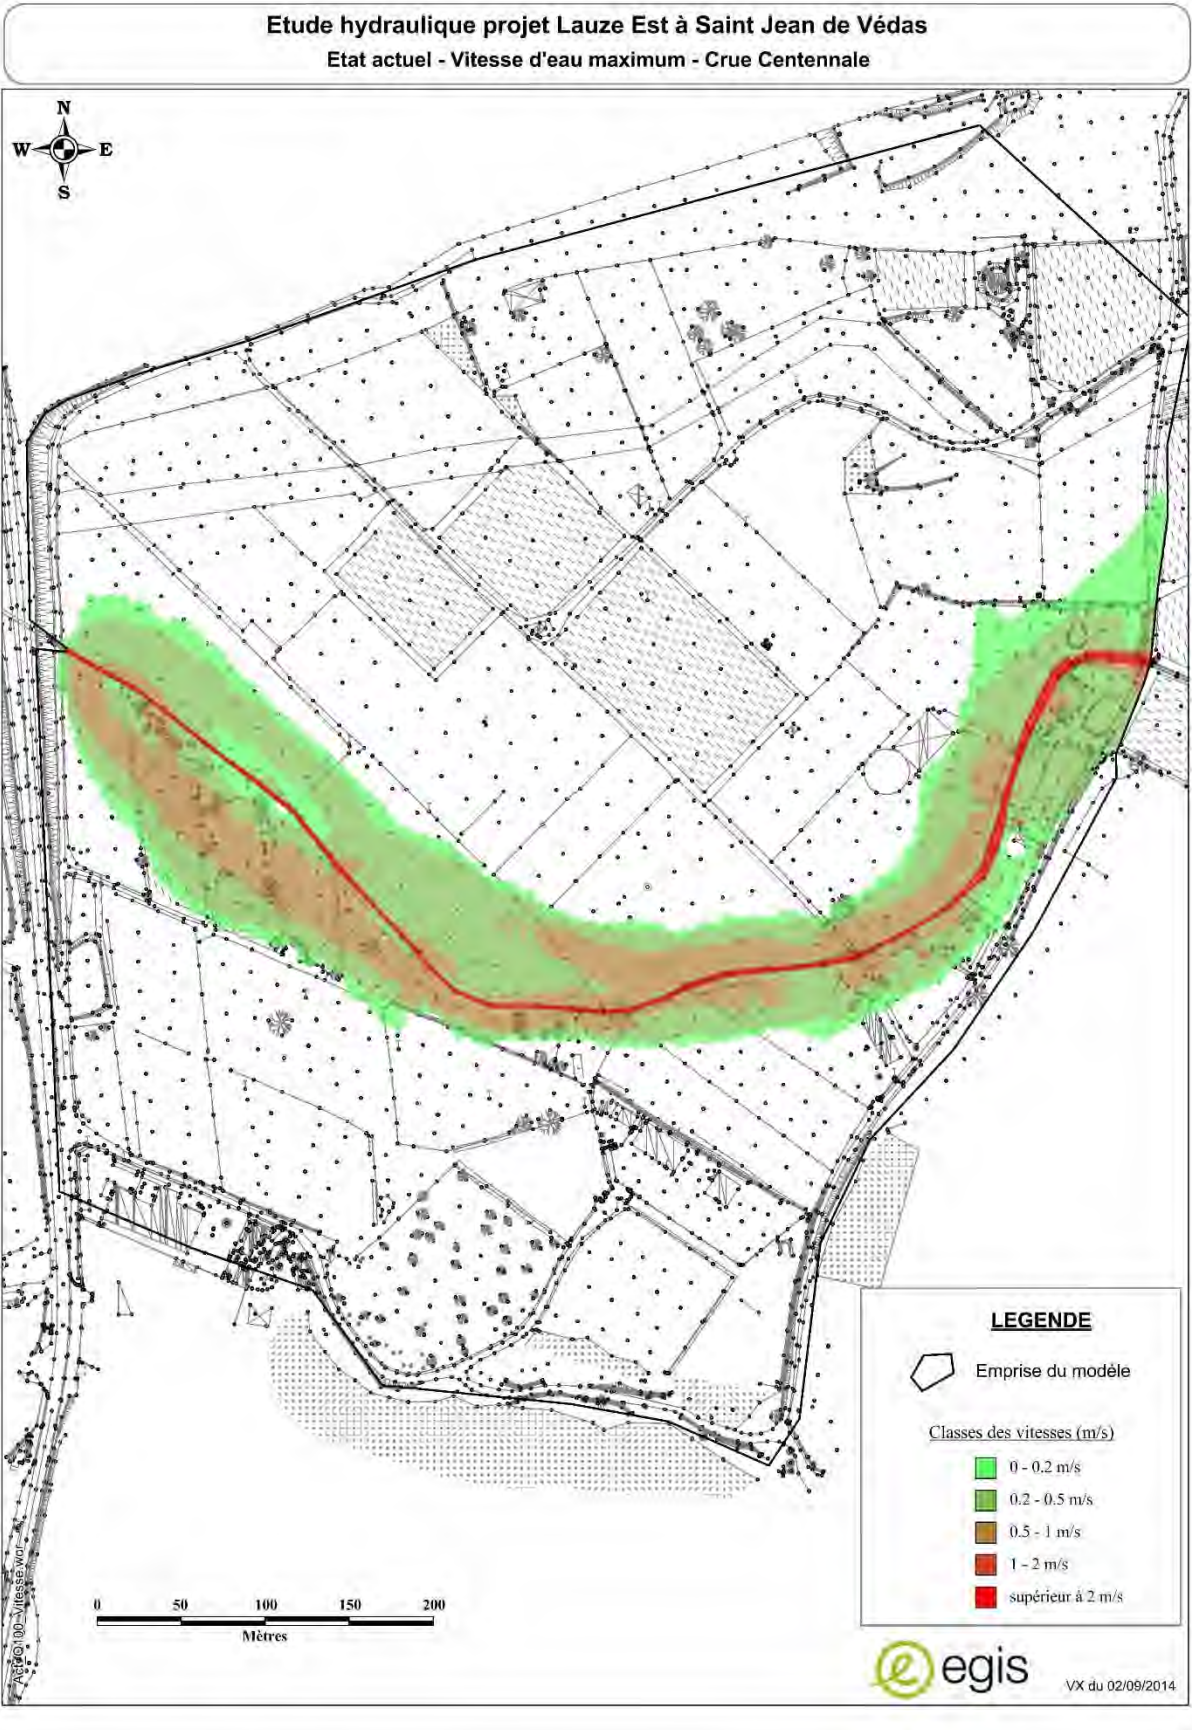 Etude hydraulique projet Lauze Est à Saint Jean de Védas
Etat actuel - Vitesse d'eau maximum - Crue Centennale
N
W E
S
LEGENDE
Emprise du modèle
Classes des vitesses (m/s)
0 - 0.2 m/s
0.2 - 0.5 m/s
0.5 - 1 m/s
1 - 2 m/s
supérieur à 2 m/s
0 50 100 150 200
Mètres
egis
VX du 02/09/2014